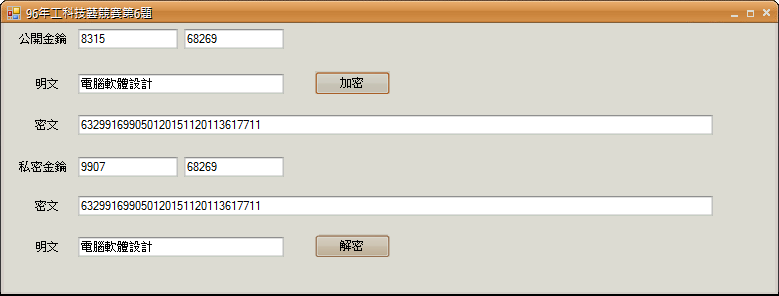 96年工科技藝競賽第6題
公開金鑰 8315 68269
明文 電腦軟體設計 加密
密文 632991699050120151120113617711
私密金鑰 9907 68269
密文 632991699050120151120113617711
明文 電腦軟體設計 解密